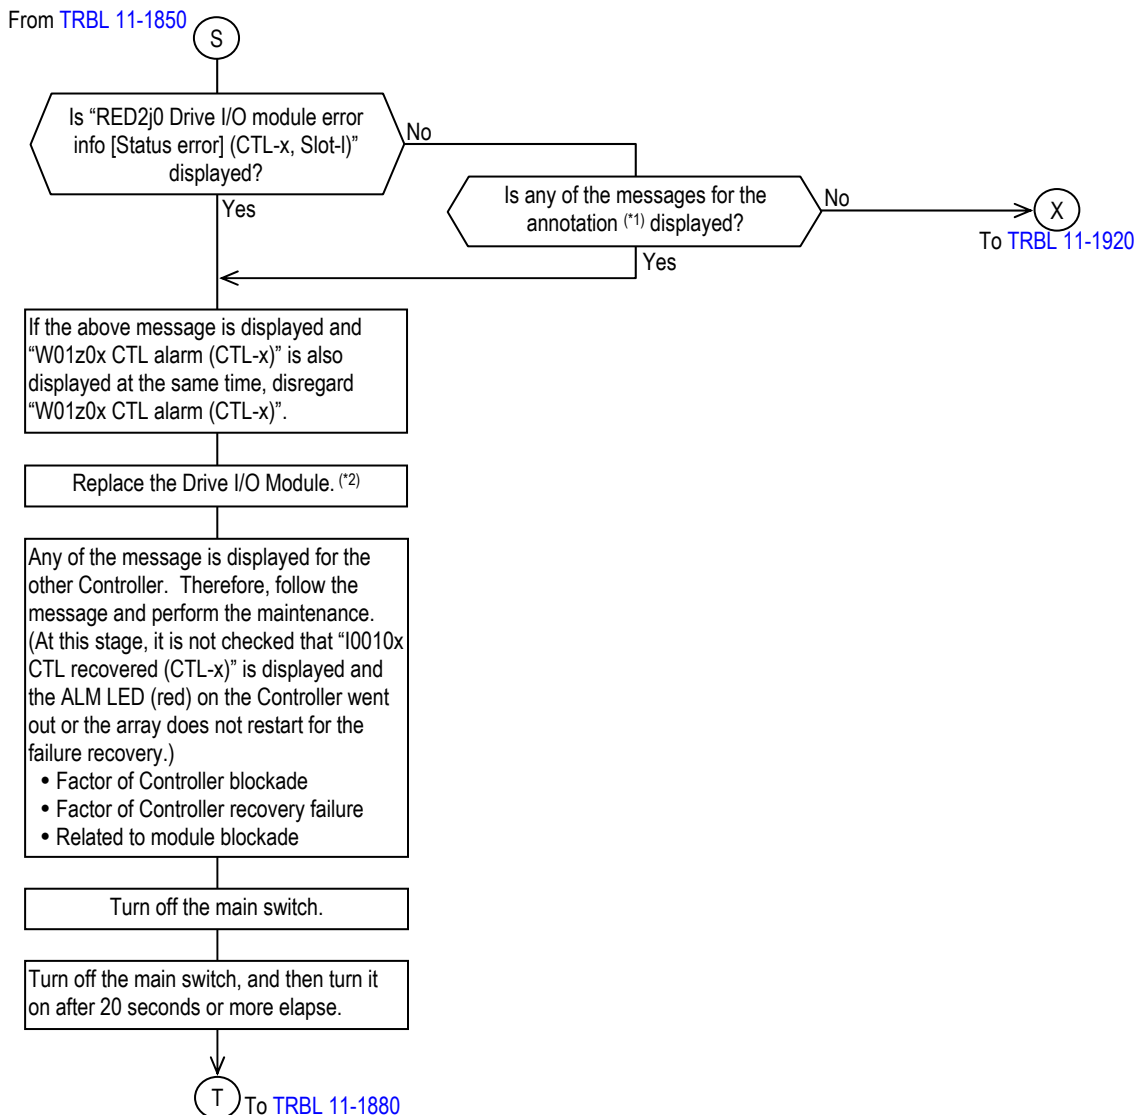 From TRBL 11-1850
S
Is “RED2j0 Drive I/O module error
info [Status error] (CTL-x, Slot-l)”
displayed?
No
Yes
Is any of the messages for the
annotation (*1) displayed?
No
X
To TRBL 11-1920
Yes
If the above message is displayed and
“W01z0x CTL alarm (CTL-x)” is also
displayed at the same time, disregard
“W01z0x CTL alarm (CTL-x)”.
Replace the Drive I/O Module. (*2)
Any of the message is displayed for the
other Controller. Therefore, follow the
message and perform the maintenance.
(At this stage, it is not checked that “I0010x
CTL recovered (CTL-x)” is displayed and
the ALM LED (red) on the Controller went
out or the array does not restart for the
failure recovery.)
• Factor of Controller blockade
• Factor of Controller recovery failure
• Related to module blockade
Turn off the main switch.
Turn off the main switch, and then turn it
on after 20 seconds or more elapse.
T
To TRBL 11-1880